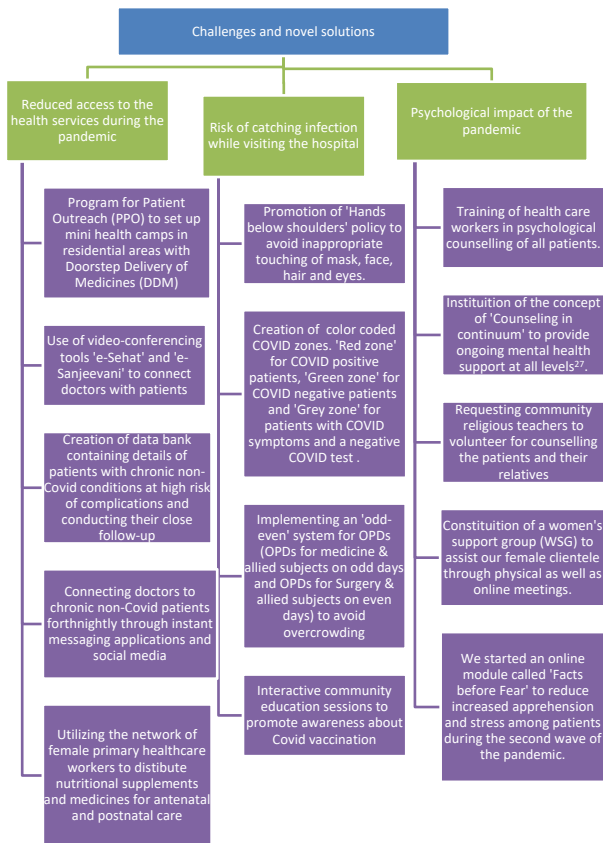 Challenges and novel solutions
Reduced access to the
health services during the
pandemic
Program for Patient
Outreach (PPO) to set up
mini health camps in
residential areas with
Doorstep Delivery of
Medicines (DDM)
Use of video-conferencing
tools 'e-Sehat' and 'e-
Sanjeevani' to connect
doctors with patients
Creation of data bank
containing details of
patients with chronic non-
Covid conditions at high risk
of complications and
conducting their close
follow-up
Connecting doctors to
chronic non-Covid patients
forthnightly through instant
messaging applications and
social media
Utilizing the network of
female primary healthcare
workers to distibute
nutritional supplements
and medicines for antenatal
and postnatal care
Risk of catching infection
while visiting the hospital
Promotion of 'Hands
below shoulders' policy to
avoid inappropriate
touching of mask, face,
hair and eyes.
Creation of color coded
COVID zones. 'Red zone'
for COVID positive
patients, 'Green zone' for
COVID negative patients
and 'Grey zone' for
patients with COVID
symptoms and a negative
COVID test .
Implementing an 'odd-
even' system for OPDs
(OPDs for medicine &
allied subjects on odd days
and OPDs for Surgery &
allied subjects on even
days) to avoid
overcrowding
Interactive community
education sessions to
promote awareness about
Covid vaccination
Psychological impact of the
pandemic
Training of health care
workers in psychological
counselling of all patients.
Instituition of the concept
of 'Counseling in
continuum' to provide
ongoing mental health
support at all levels²⁷.
Requesting community
religious teachers to
volunteer for counselling
the patients and their
relatives
Constituition of a women's
support group (WSG) to
assist our female clientele
through physical as well as
online meetings.
We started an online
module called 'Facts
before Fear' to reduce
increased apprehension
and stress among patients
during the second wave of
the pandemic.